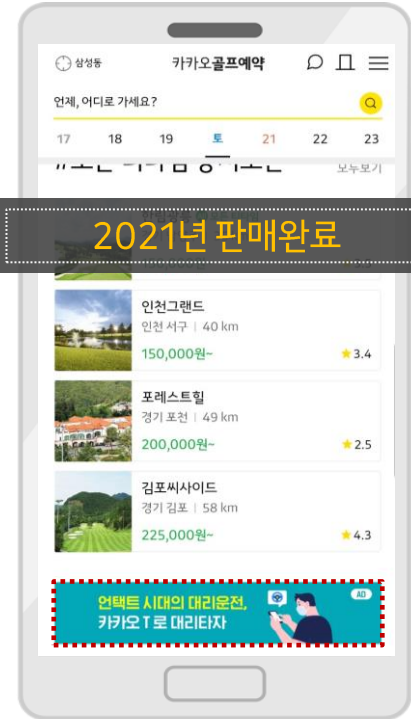 삼성동
카카오골프예약
언제, 어디로 가세요?
17 18 19 토 21 22 23
모두보기
2021년 판매완료
인천그랜드
인천 서구 | 40 km
150,000원~ 3.4
포레스트힐
경기 포천 | 49 km
200,000원~ 2.5
김포씨사이드
경기 김포 | 58 km
225,000원~ 4.3
언택트 시대의 대리운전,
카카오 T 로 대리타자
AD